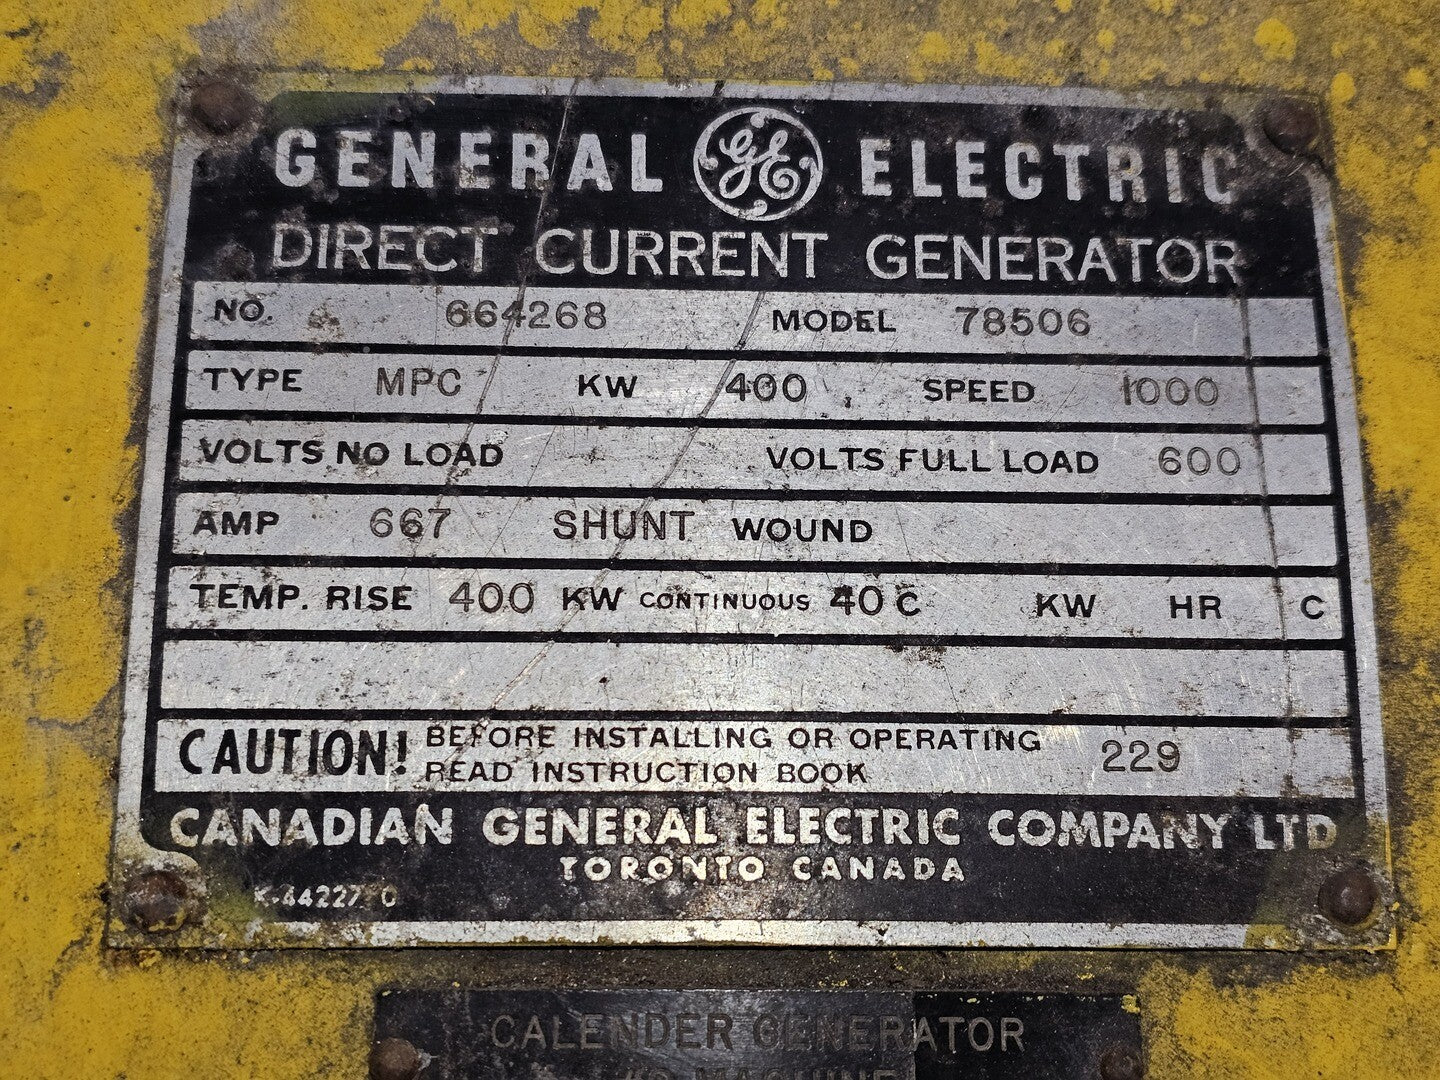 GENERAL GE ELECTRIC
DIRECT CURRENT GENERATOR
NO. 664268 MODEL 78506
TYPE MPC KW 400 SPEED 1000
VOLTS NO LOAD VOLTS FULL LOAD 600
AMP 667 SHUNT WOUND
TEMP. RISE 400 KW CONTINUOUS 40 C KW HR C
CAUTION! BEFORE INSTALLING OR OPERATING 229
READ INSTRUCTION BOOK
CANADIAN GENERAL ELECTRIC COMPANY LTD
TORONTO CANADA
CALENDER GENERATOR
MACHINE